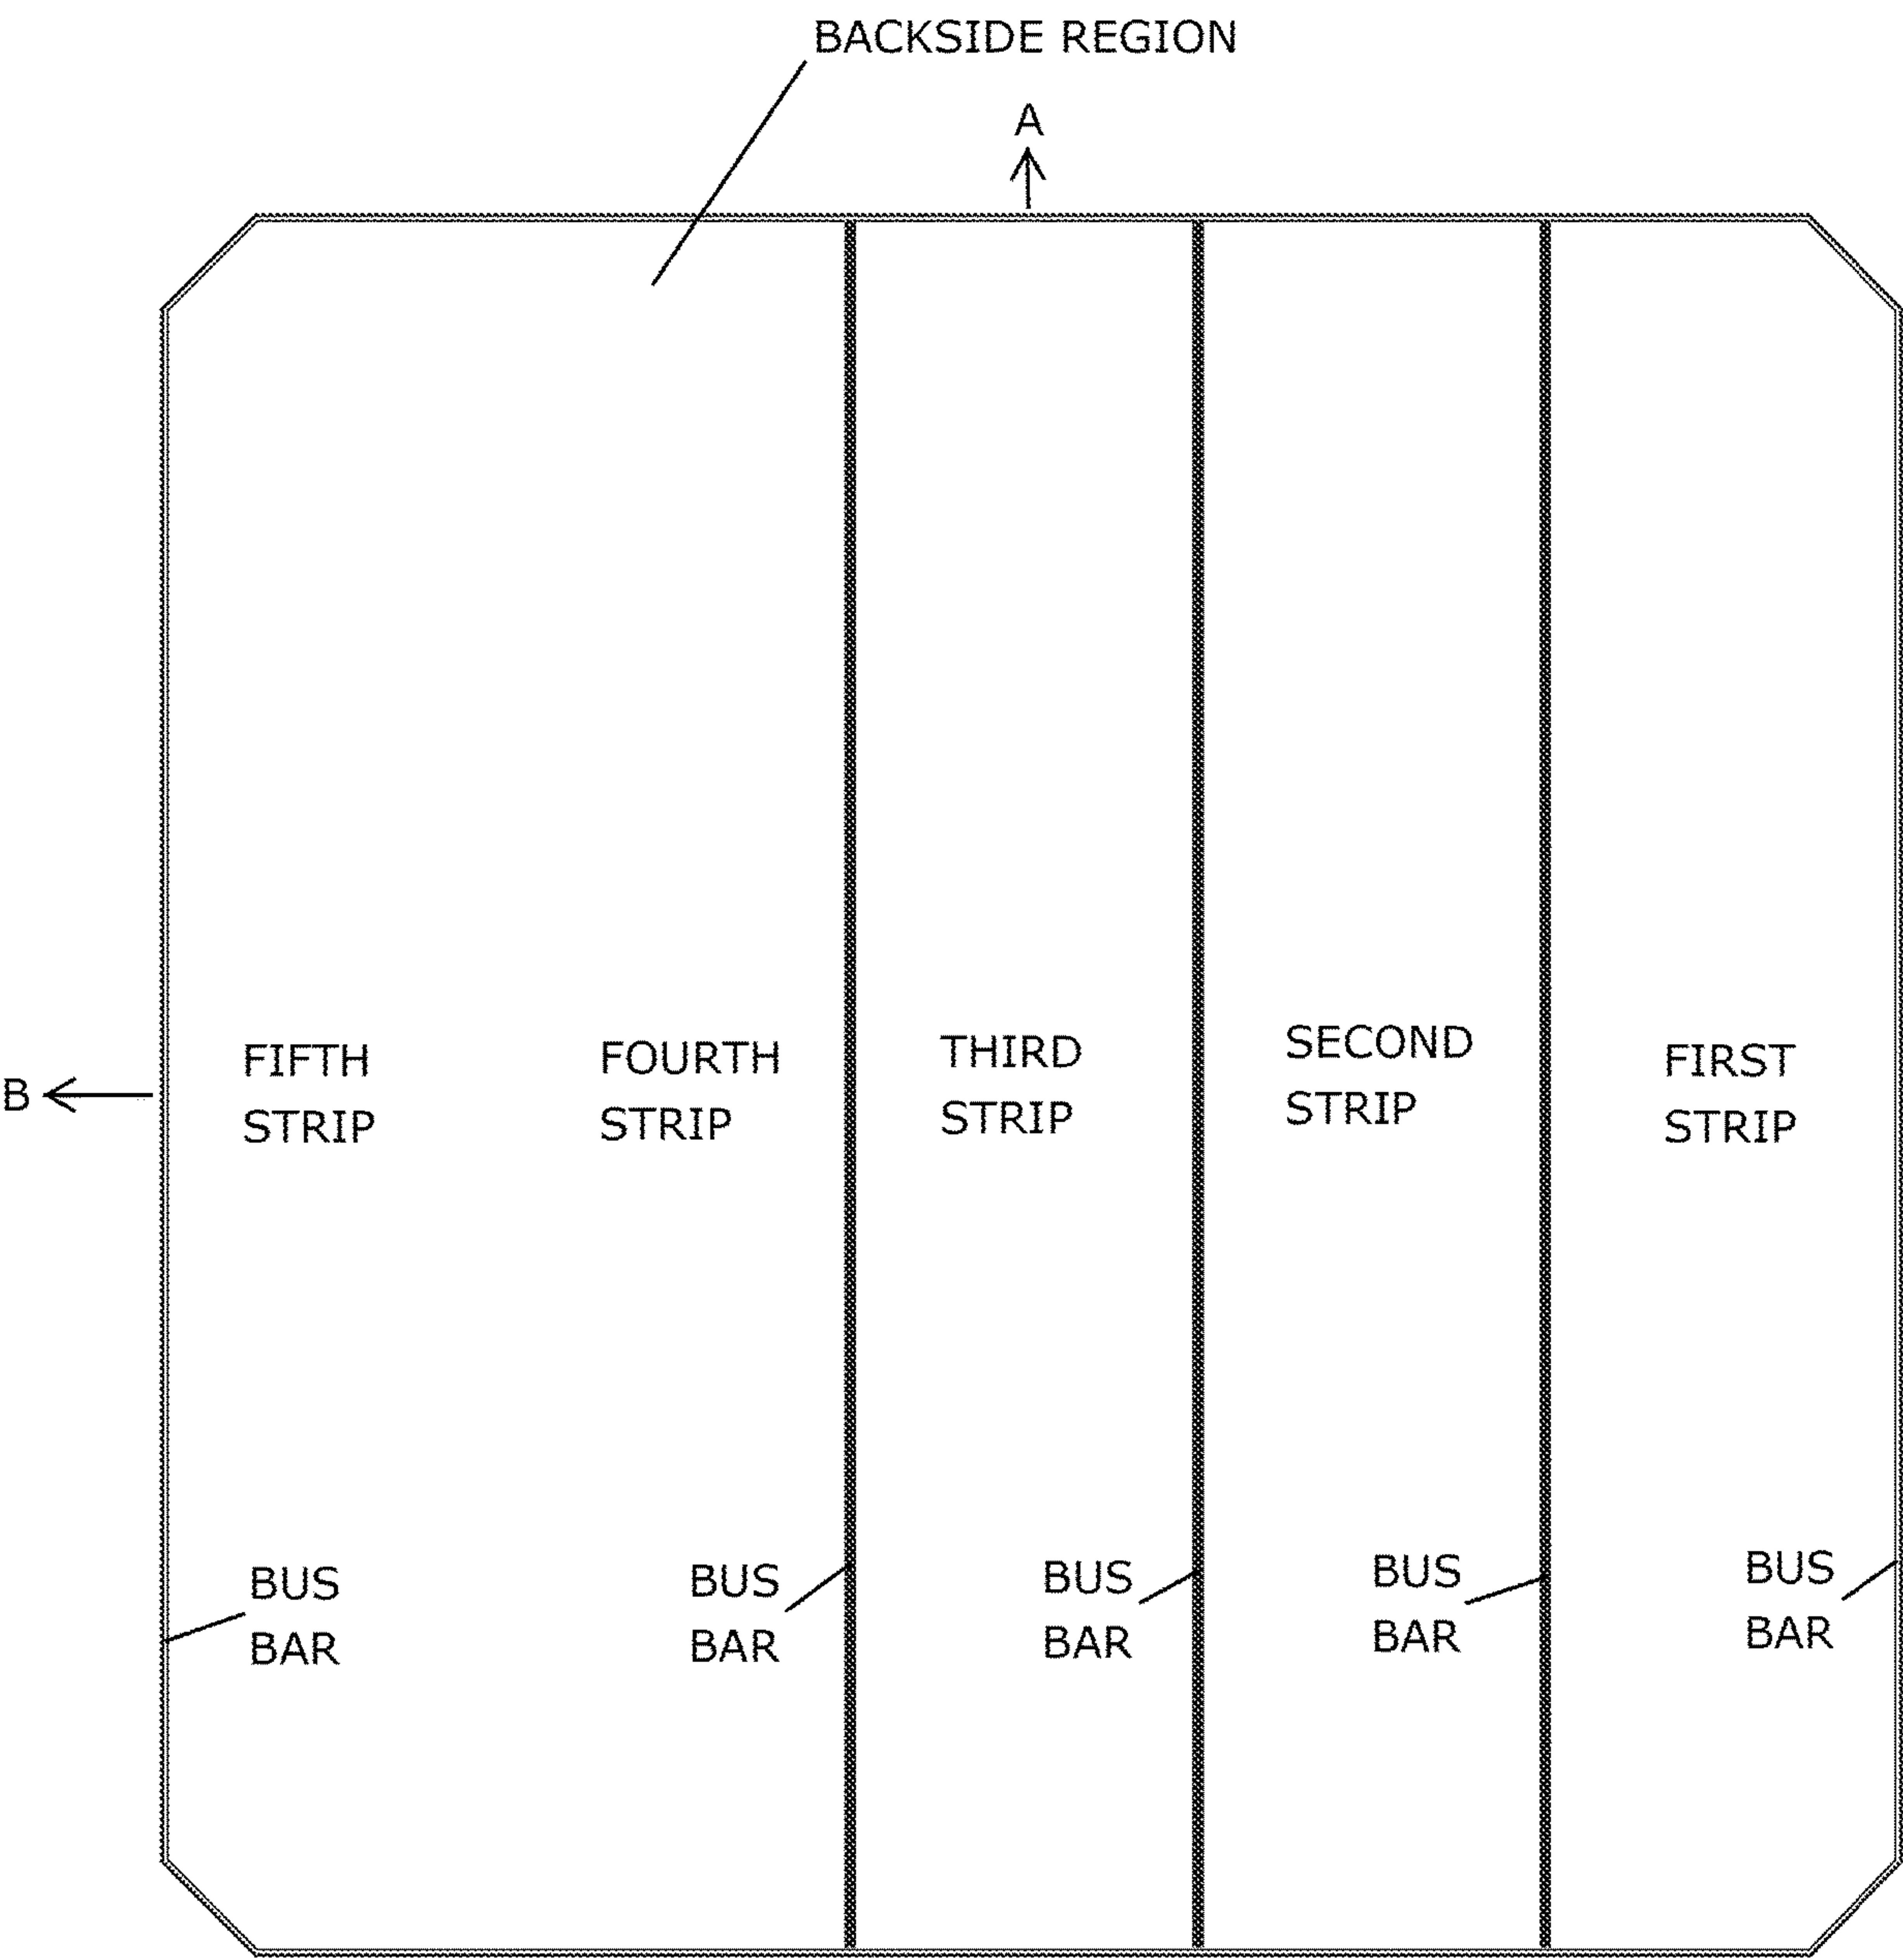 BACKSIDE REGION
A
B
FIFTH
STRIP
FOURTH
STRIP
THIRD
STRIP
SECOND
STRIP
FIRST
STRIP
BUS
BAR
BUS
BAR
BUS
BAR
BUS
BAR
BUS
BAR